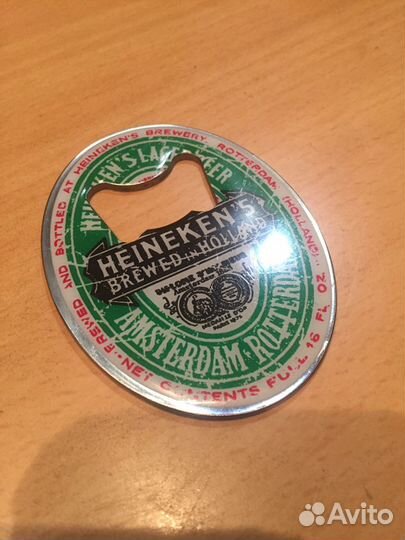 BREWED AND BOTTLED AT HEINEKEN'S BREWERY ROTTERDAM (HOLLAND)
NET CONTENTS FULL 16 FL OZ.
LAGER BEER
HEINEKEN'S
BREWED IN HOLLAND
AMSTERDAM ROTTERDAM
Avito